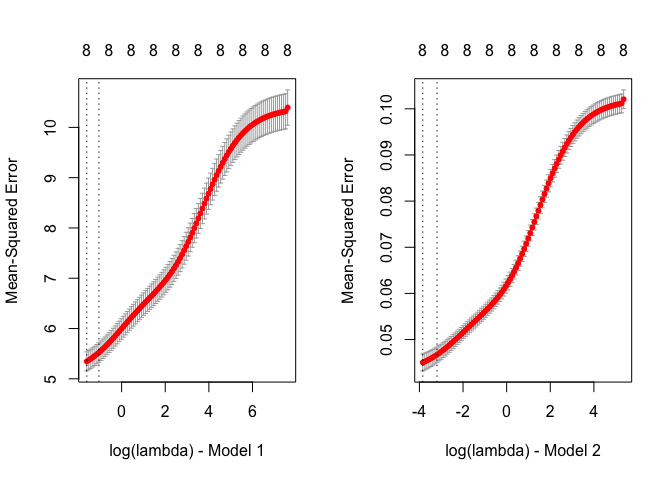 8 8 8 8 8 8 8 8 8 8
Mean-Squared Error
10
9
8
7
6
5
0 2 4 6
log(lambda) - Model 1
8 8 8 8 8 8 8 8 8 8
Mean-Squared Error
0.10
0.09
0.08
0.07
0.06
0.05
-4 -2 0 2 4
log(lambda) - Model 2